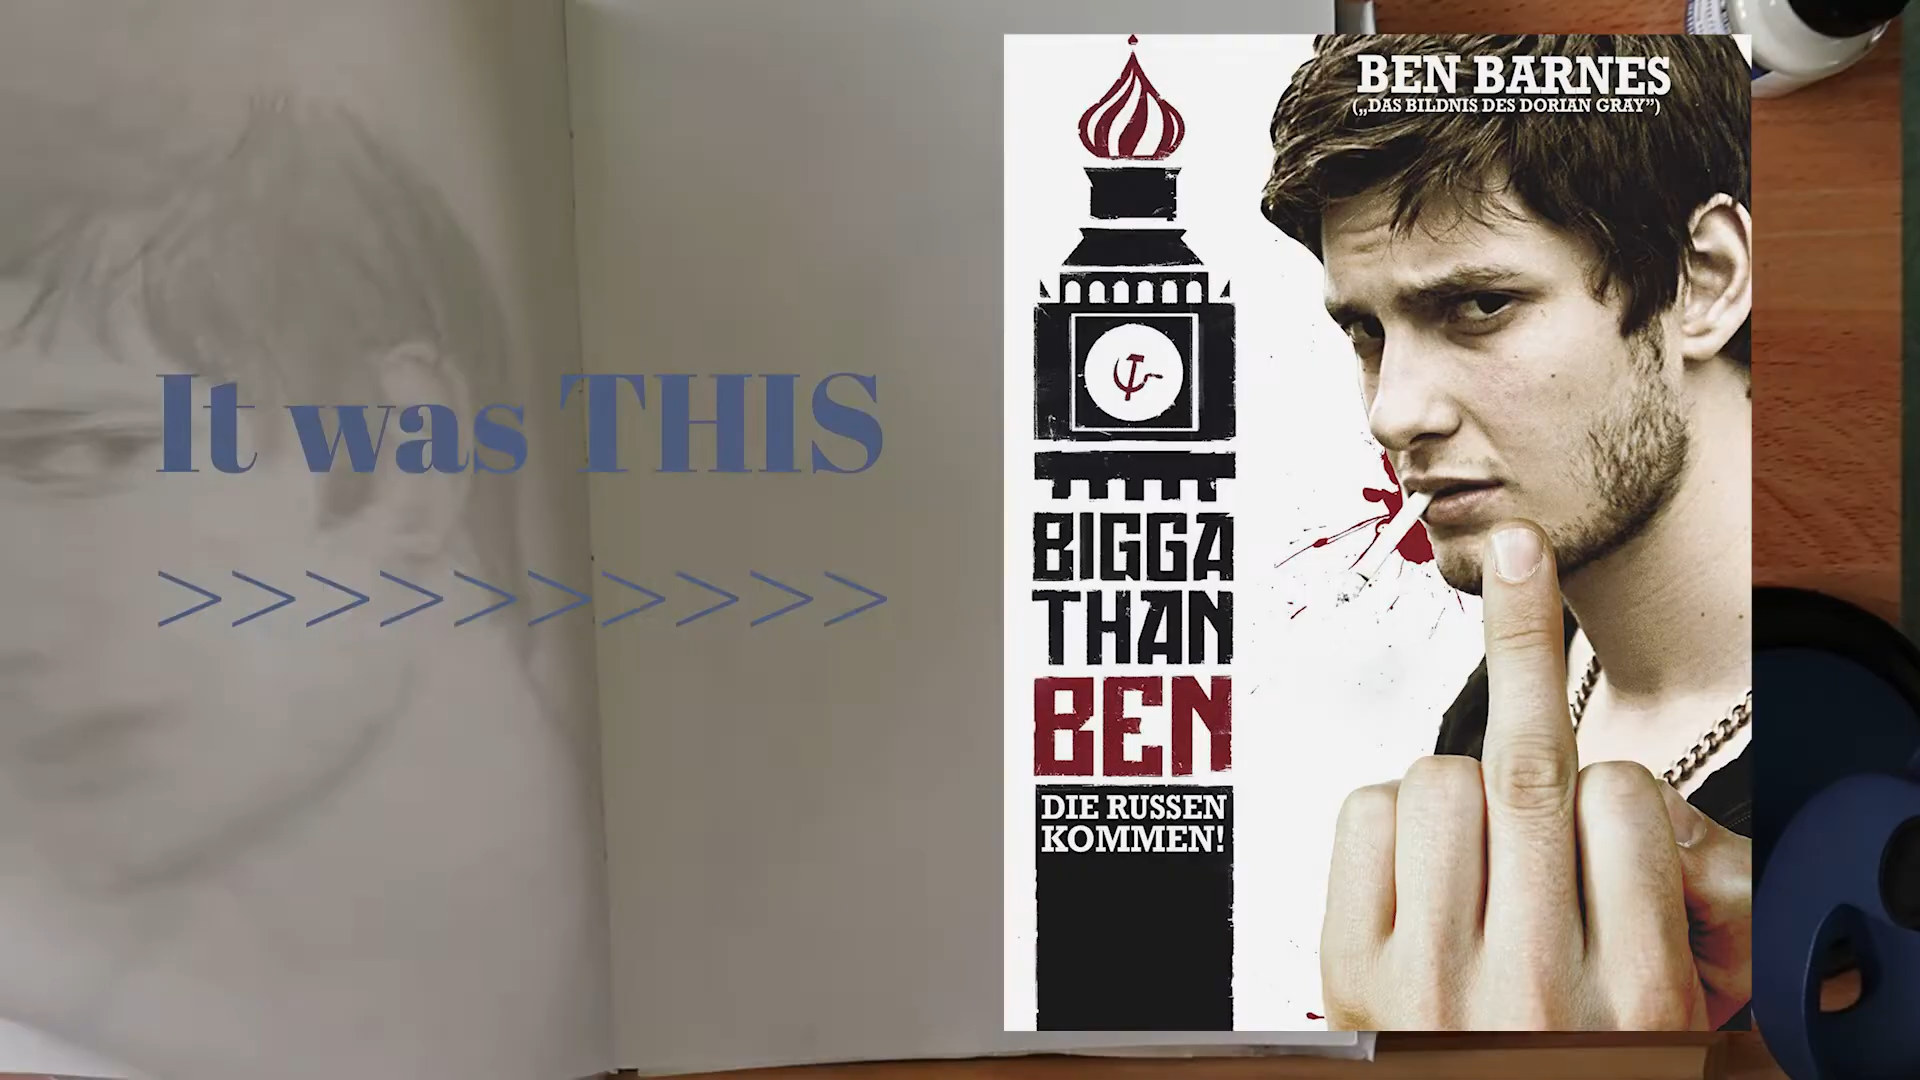 It was THIS
>>>>>>>>>>
BEN BARNES
(„DAS BILDNIS DES DORIAN GRAY”)
BIGGA
THAN
BEN
DIE RUSSEN
KOMMEN!